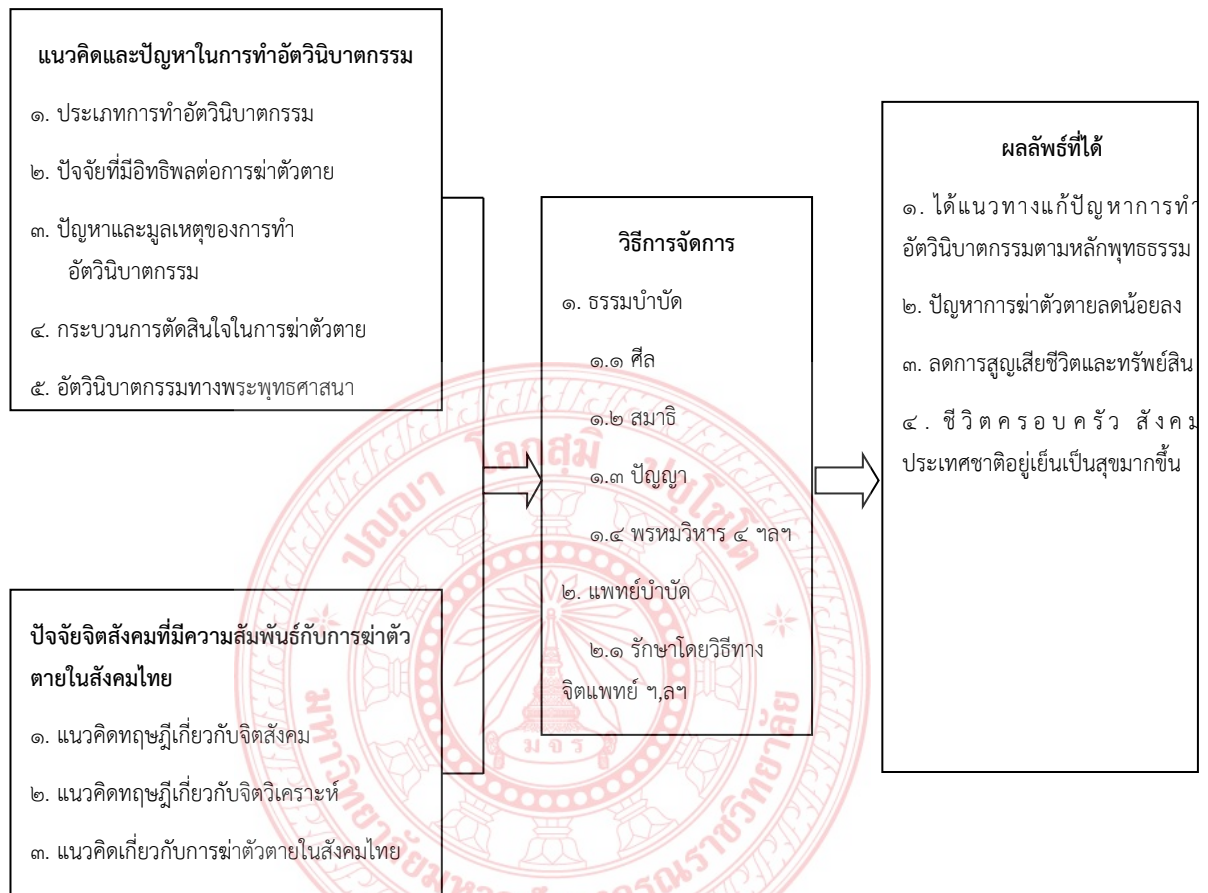 แนวคิดและปัญหาในการทำอัตวินิบาตกรรม
๑. ประเภทการทำอัตวินิบาตกรรม
๒. ปัจจัยที่มีอิทธิพลต่อการฆ่าตัวตาย
๓. ปัญหาและมูลเหตุของการทำ
อัตวินิบาตกรรม
๔. กระบวนการตัดสินใจในการฆ่าตัวตาย
๕. อัตวินิบาตกรรมทางพระพุทธศาสนา
ปัจจัยจิตสังคมที่มีความสัมพันธ์กับการฆ่าตัว
ตายในสังคมไทย
๑. แนวคิดทฤษฎีเกี่ยวกับจิตสังคม
๒. แนวคิดทฤษฎีเกี่ยวกับจิตวิเคราะห์
๓. แนวคิดเกี่ยวกับการฆ่าตัวตายในสังคมไทย
วิธีการจัดการ
๑. ธรรมบำบัด
๑.๑ ศีล
๑.๒ สมาธิ
๑.๓ ปัญญา
๑.๔ พรหมวิหาร ๔ ฯลฯ
๒. แพทย์บำบัด
๒.๑ รักษาโดยวิธีทาง
จิตแพทย์ ฯ,ลฯ
ผลลัพธ์ที่ได้
๑. ได้แนวทางแก้ปัญหาการทำ
อัตวินิบาตกรรมตามหลักพุทธธรรม
๒. ปัญหาการฆ่าตัวตายลดน้อยลง
๓. ลดการสูญเสียชีวิตและทรัพย์สิน
๔. ชีวิตครอบครัว สังคม
ประเทศชาติอยู่เย็นเป็นสุขมากขึ้น
ปญฺญา โลกสฺมิ ปชฺโชโต
มจร